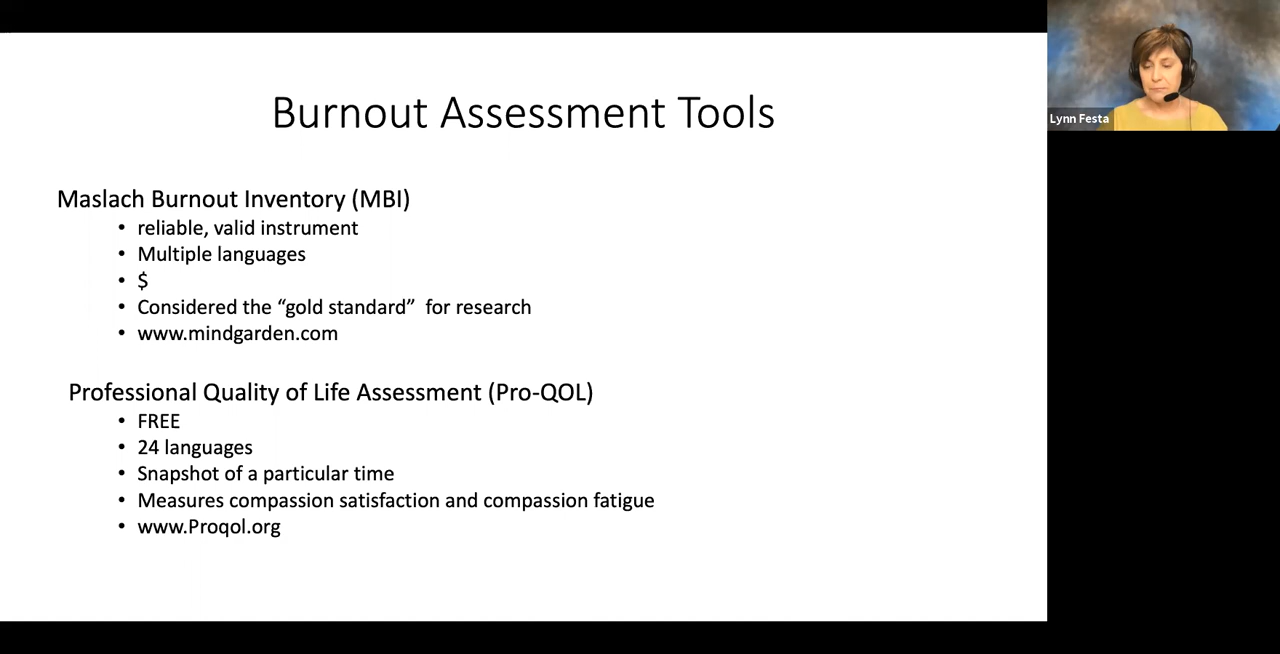 Burnout Assessment Tools
Maslach Burnout Inventory (MBI)
• reliable, valid instrument
• Multiple languages
• $
• Considered the “gold standard” for research
• www.mindgarden.com
Professional Quality of Life Assessment (Pro-QOL)
• FREE
• 24 languages
• Snapshot of a particular time
• Measures compassion satisfaction and compassion fatigue
• www.Proqol.org
Lynn Festa